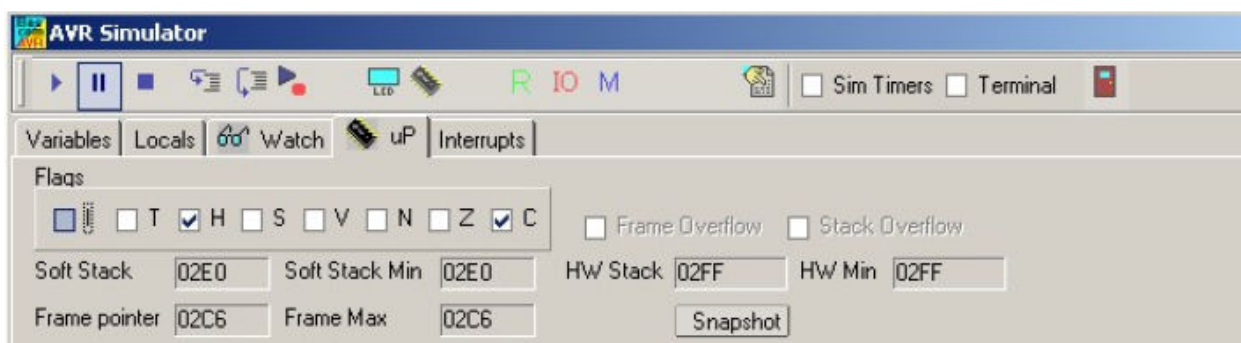 AVR Simulator
LCD R IO M Sim Timers Terminal
Variables Locals Watch uP Interrupts
Flags
I T H S V N Z C Frame Overflow Stack Overflow
Soft Stack 02E0 Soft Stack Min 02E0 HW Stack 02FF HW Min 02FF
Frame pointer 02C6 Frame Max 02C6 Snapshot